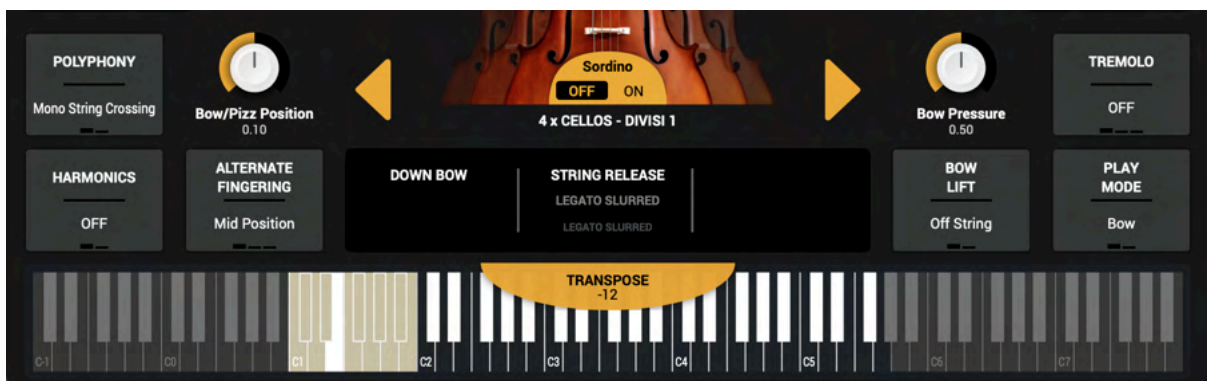 POLYPHONY
Mono String Crossing
Bow/Pizz Position
0.10
Sordino
OFF ON
4 x CELLOS - DIVISI 1
Bow Pressure
0.50
TREMOLO
OFF
HARMONICS
OFF
ALTERNATE
FINGERING
Mid Position
DOWN BOW
STRING RELEASE
LEGATO SLURRED
LEGATO SLURRED
BOW
LIFT
Off String
PLAY
MODE
Bow
TRANSPOSE
-12
C-1 C0 C1 C2 C3 C4 C5 C6 C7